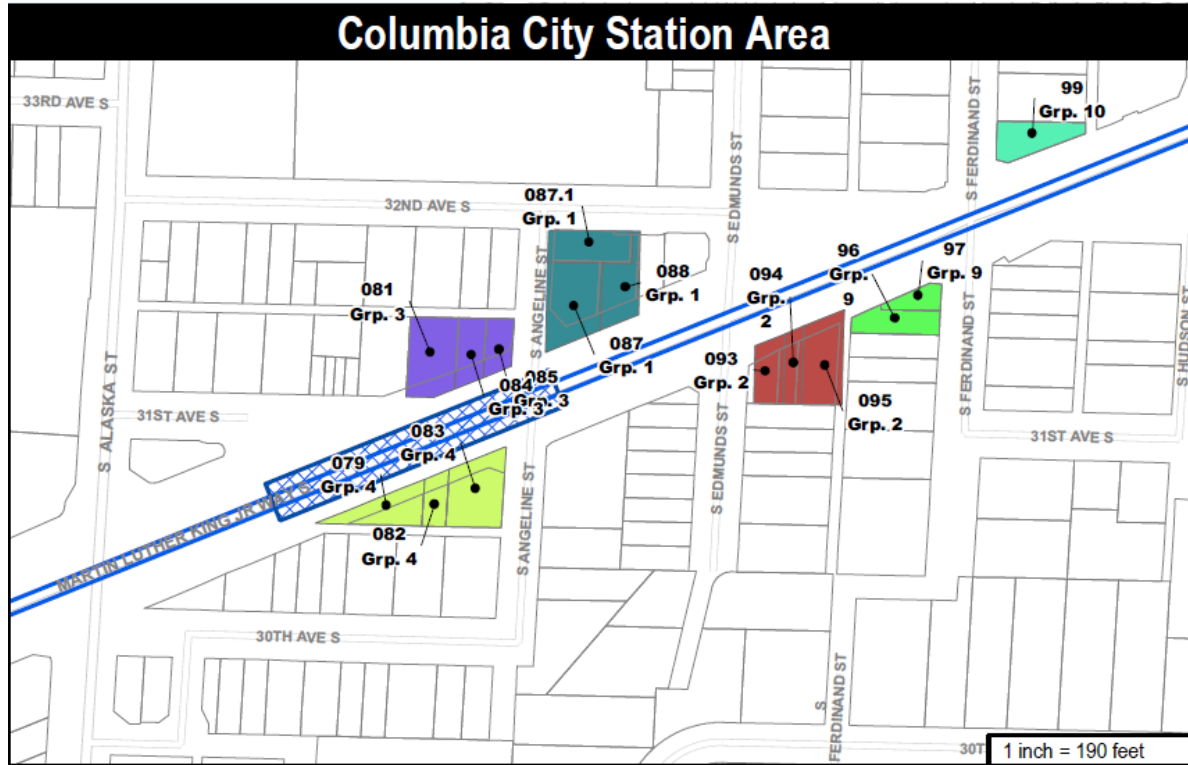 Columbia City Station Area
33RD AVE S
99
Grp. 10
S FERDINAND ST
S EDMUNDS ST
087.1
Grp. 1
32ND AVE S
088
Grp. 1
094
Grp.
2
96
Grp.
9
97
Grp. 9
081
Grp. 3
S ANGELINE ST
087
Grp. 1
093
Grp. 2
095
Grp. 2
S FERDINAND ST
S HUDSON ST
S ALASKA ST
31ST AVE S
084
Grp. 3
085
Grp. 3
083
Grp. 4
079
Grp. 4
082
Grp. 4
S EDMUNDS ST
31ST AVE S
MARTIN LUTHER KING JR WAY S
S ANGELINE ST
30TH AVE S
S
FERDINAND ST
30T
1 inch = 190 feet